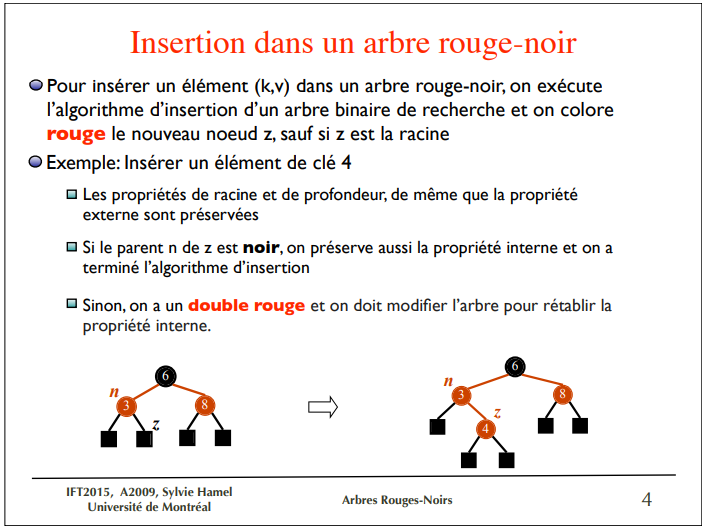 Insertion dans un arbre rouge-noir
Pour insérer un élément (k,v) dans un arbre rouge-noir, on exécute
l'algorithme d'insertion d'un arbre binaire de recherche et on colore
rouge le nouveau noeud z, sauf si z est la racine
Exemple: Insérer un élément de clé 4
Les propriétés de racine et de profondeur, de même que la propriété
externe sont préservées
Si le parent n de z est noir, on préserve aussi la propriété interne et on a
terminé l'algorithme d'insertion
Sinon, on a un double rouge et on doit modifier l'arbre pour rétablir la
propriété interne.
6
n
3
8
z
6
n
3
8
z
4
IFT2015, A2009, Sylvie Hamel
Université de Montréal
Arbres Rouges-Noirs
4